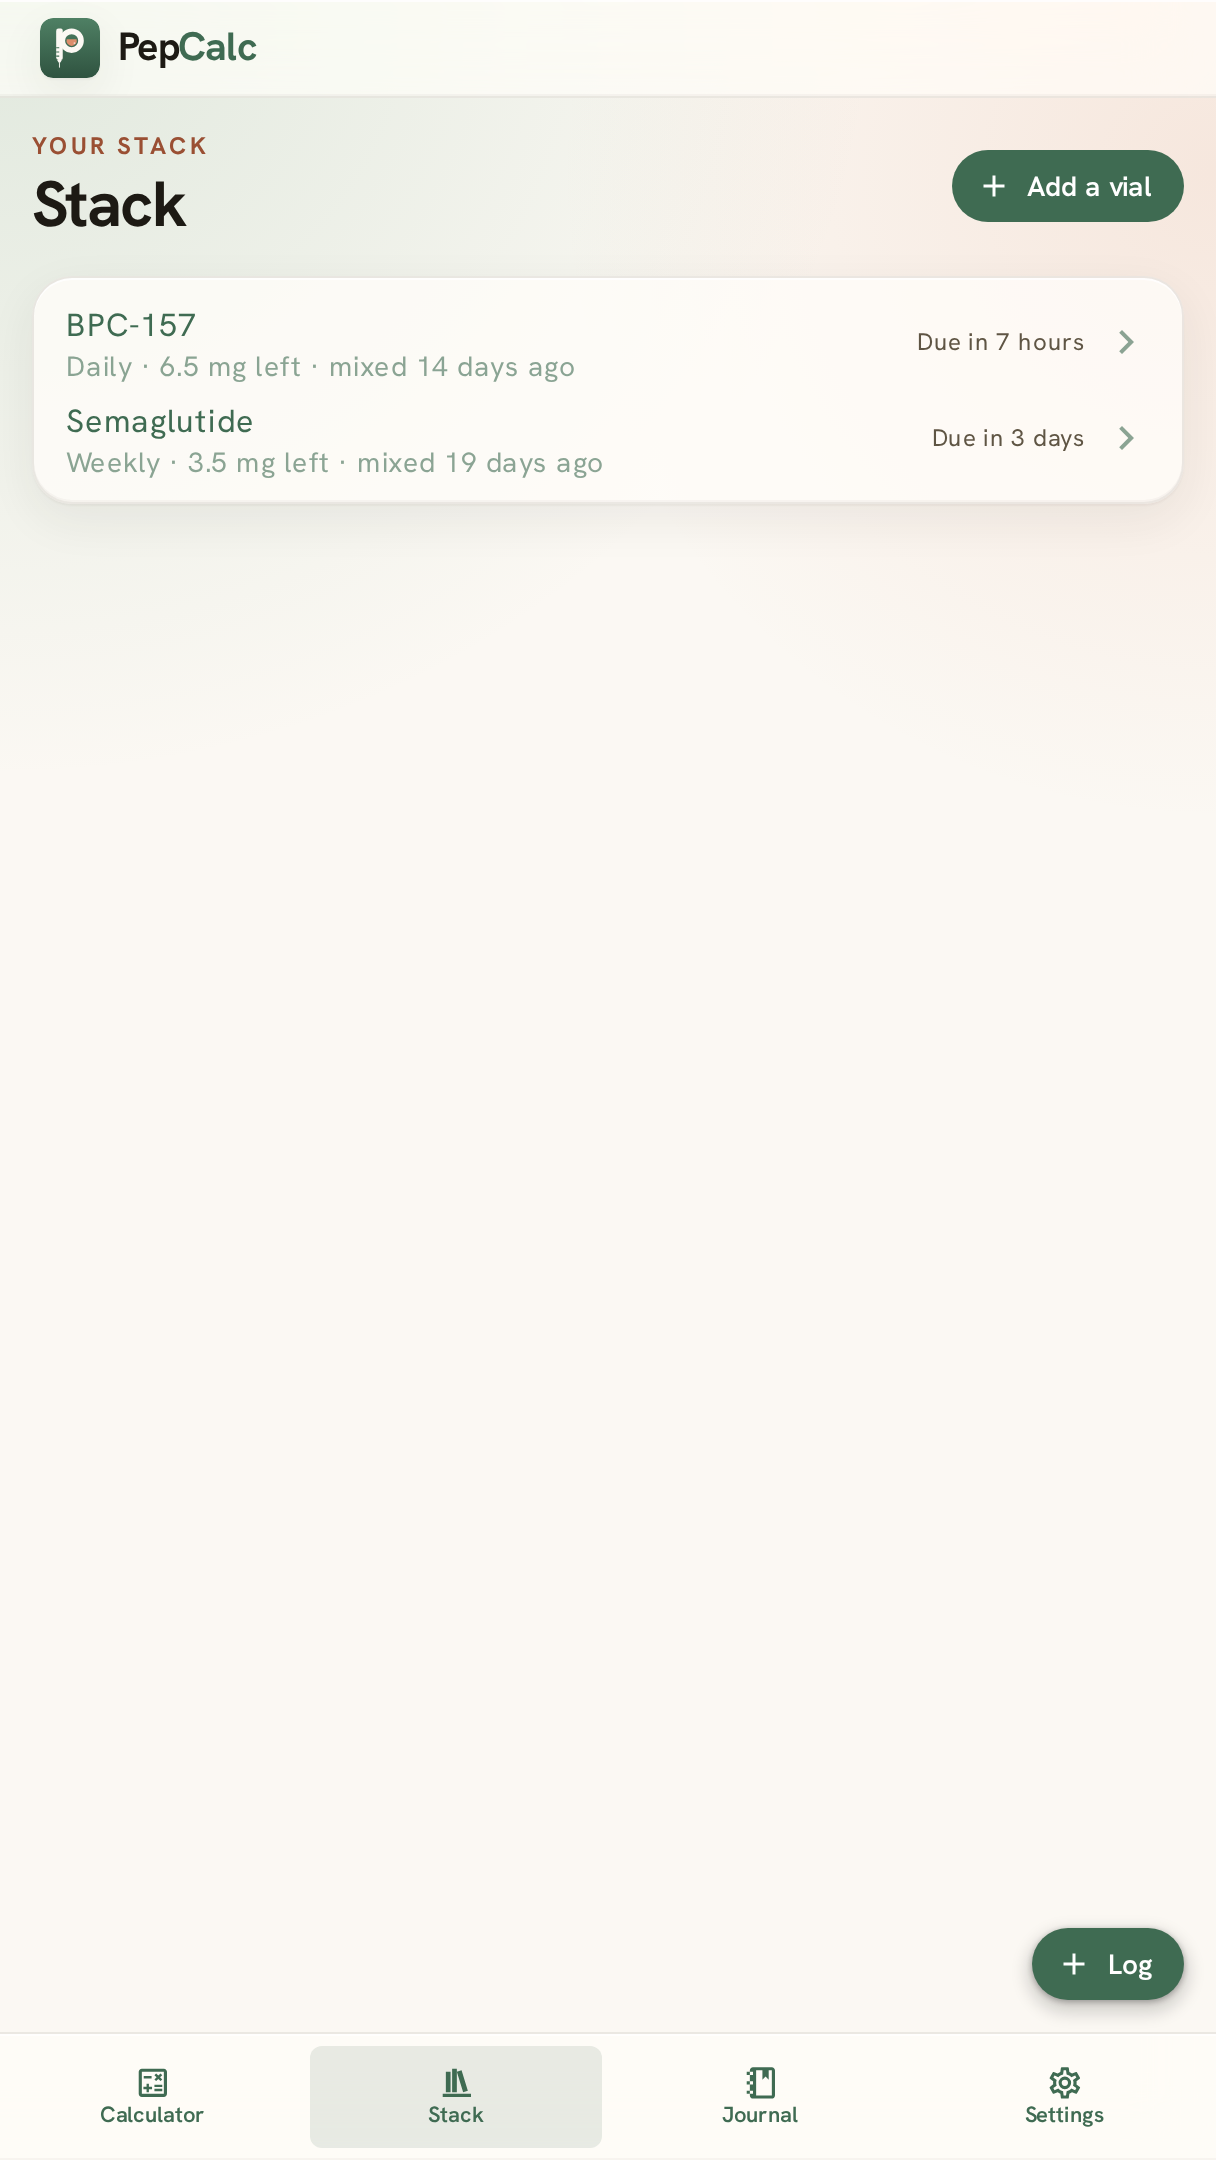 PepCalc
YOUR STACK
Stack
Add a vial
BPC-157
Daily · 6.5 mg left · mixed 14 days ago
Due in 7 hours
Semaglutide
Weekly · 3.5 mg left · mixed 19 days ago
Due in 3 days
Log
Calculator
Stack
Journal
Settings